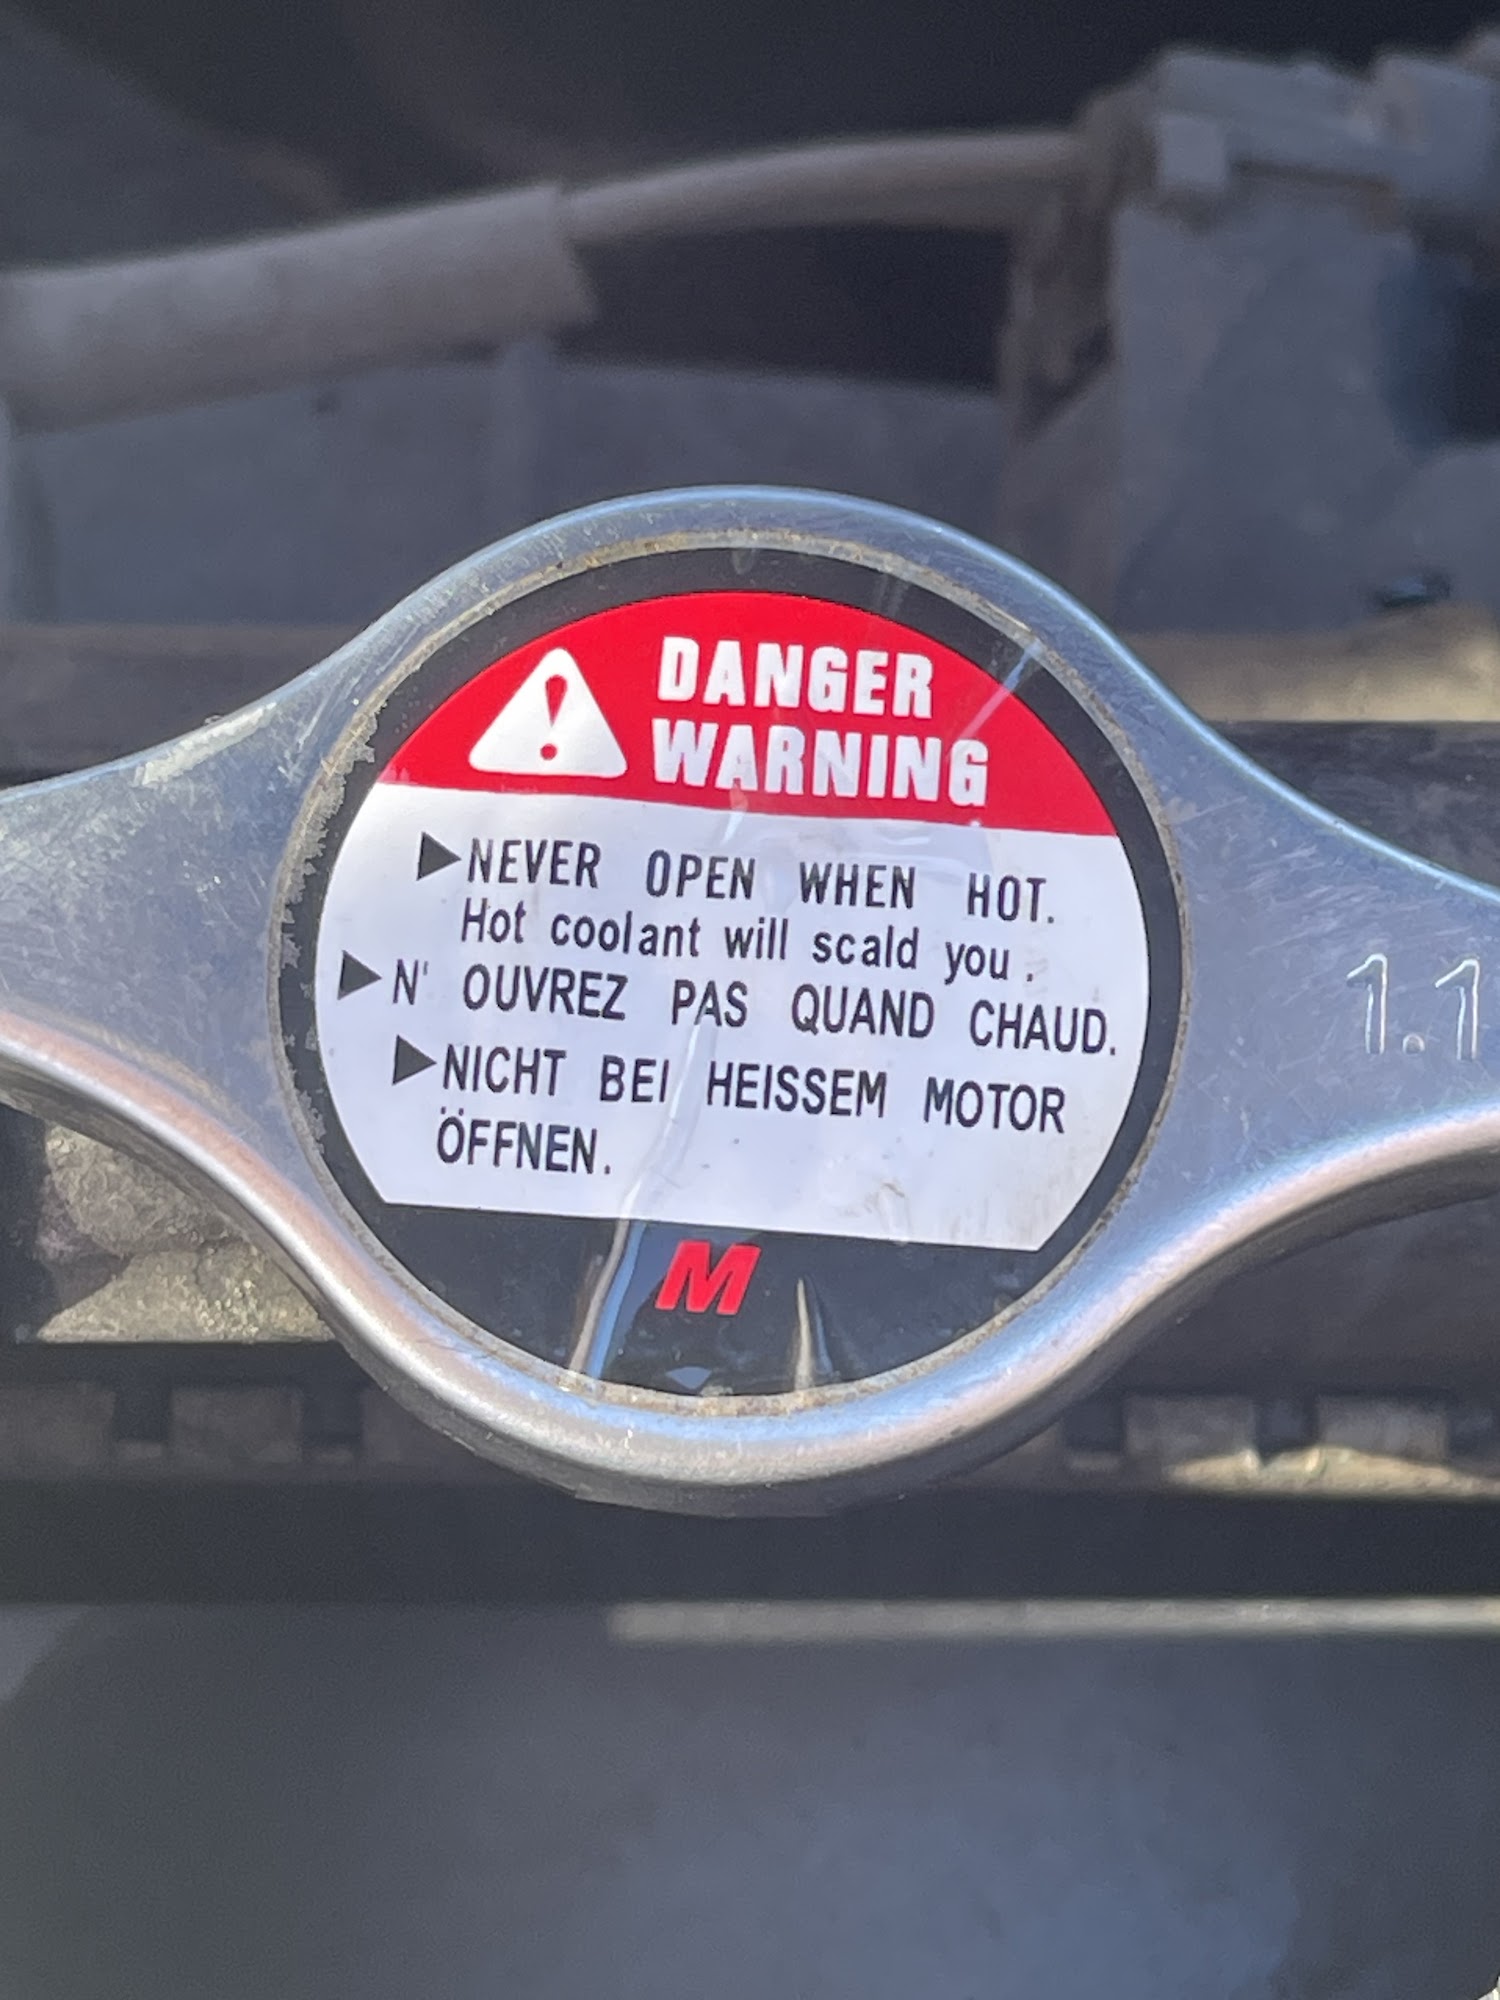 DANGER
WARNING
▶NEVER OPEN WHEN HOT.
Hot coolant will scald you.
▶N' OUVREZ PAS QUAND CHAUD.
▶NICHT BEI HEISSEM MOTOR
ÖFFNEN.
M
1.1